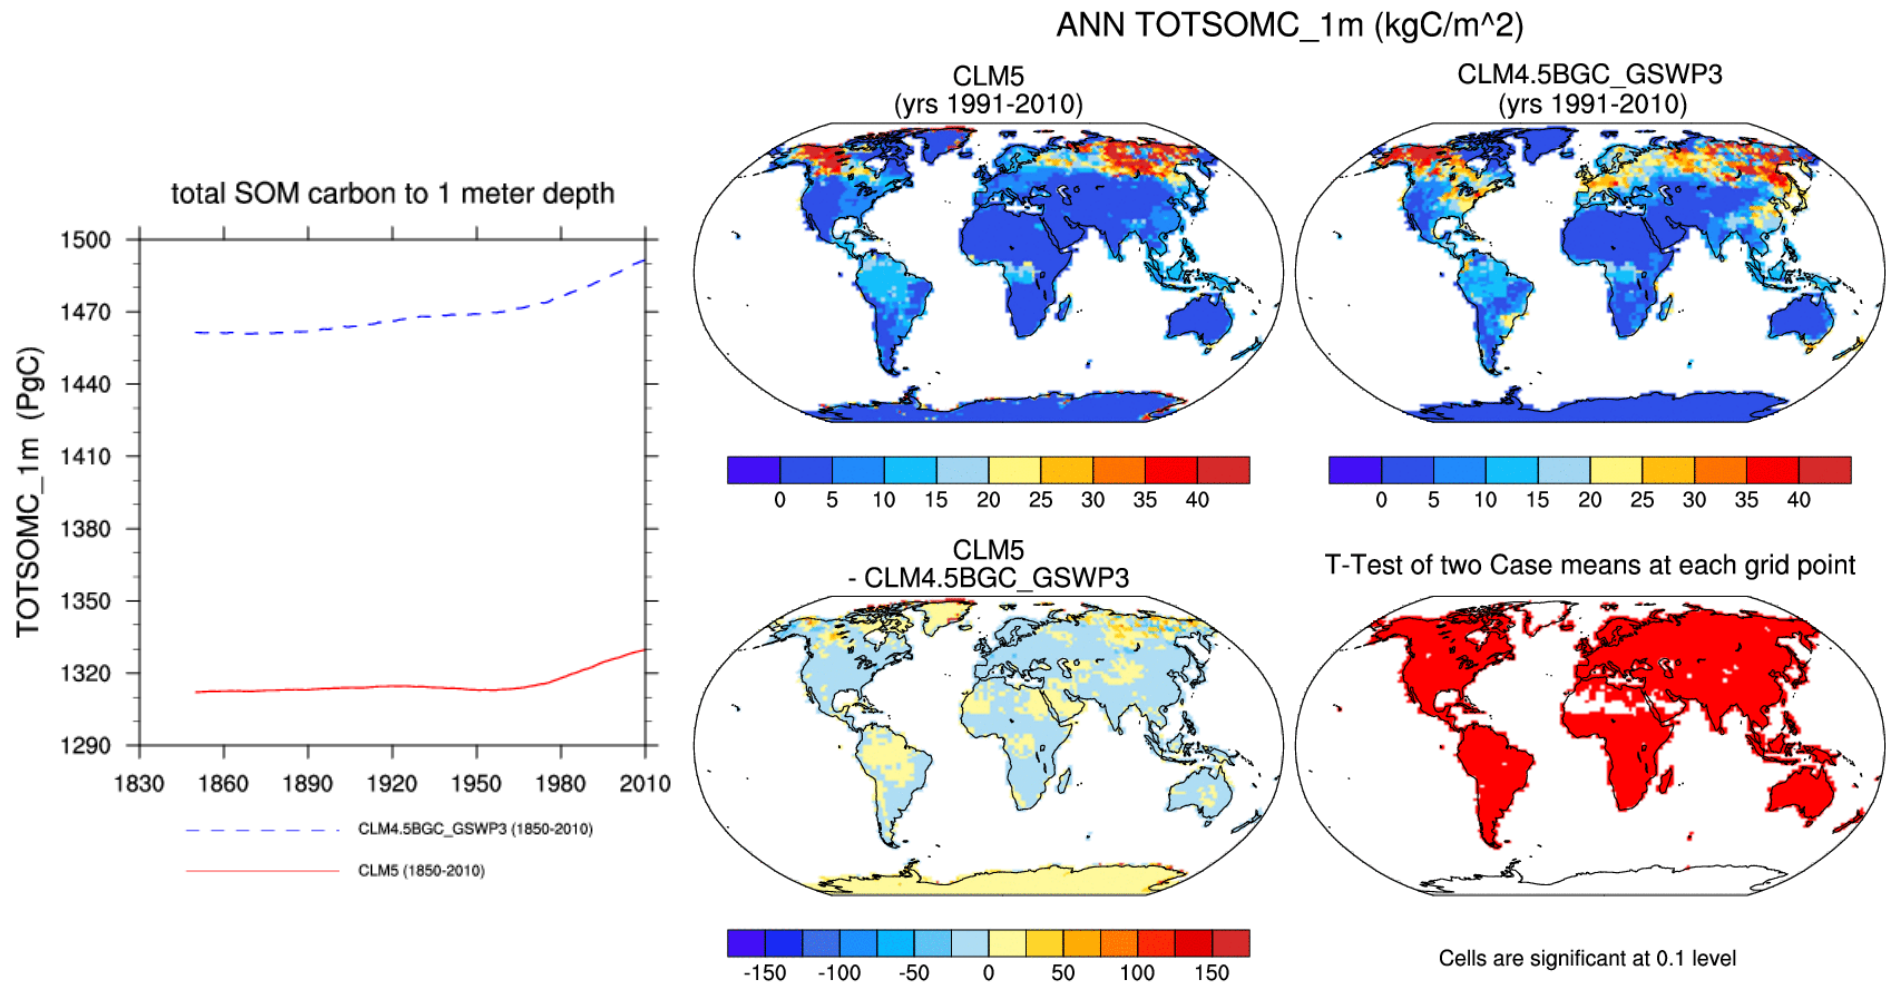 ANN TOTSOMC_1m (kgC/m^2)
total SOM carbon to 1 meter depth
TOTSOMC_1m (PgC)
1500
1470
1440
1410
1380
1350
1320
1290
1830 1860 1890 1920 1950 1980 2010
CLM4.5BGC_GSWP3 (1850-2010)
CLM5 (1850-2010)
CLM5
(yrs 1991-2010)
0 5 10 15 20 25 30 35 40
CLM4.5BGC_GSWP3
(yrs 1991-2010)
0 5 10 15 20 25 30 35 40
CLM5
- CLM4.5BGC_GSWP3
-150 -100 -50 0 50 100 150
T-Test of two Case means at each grid point
Cells are significant at 0.1 level